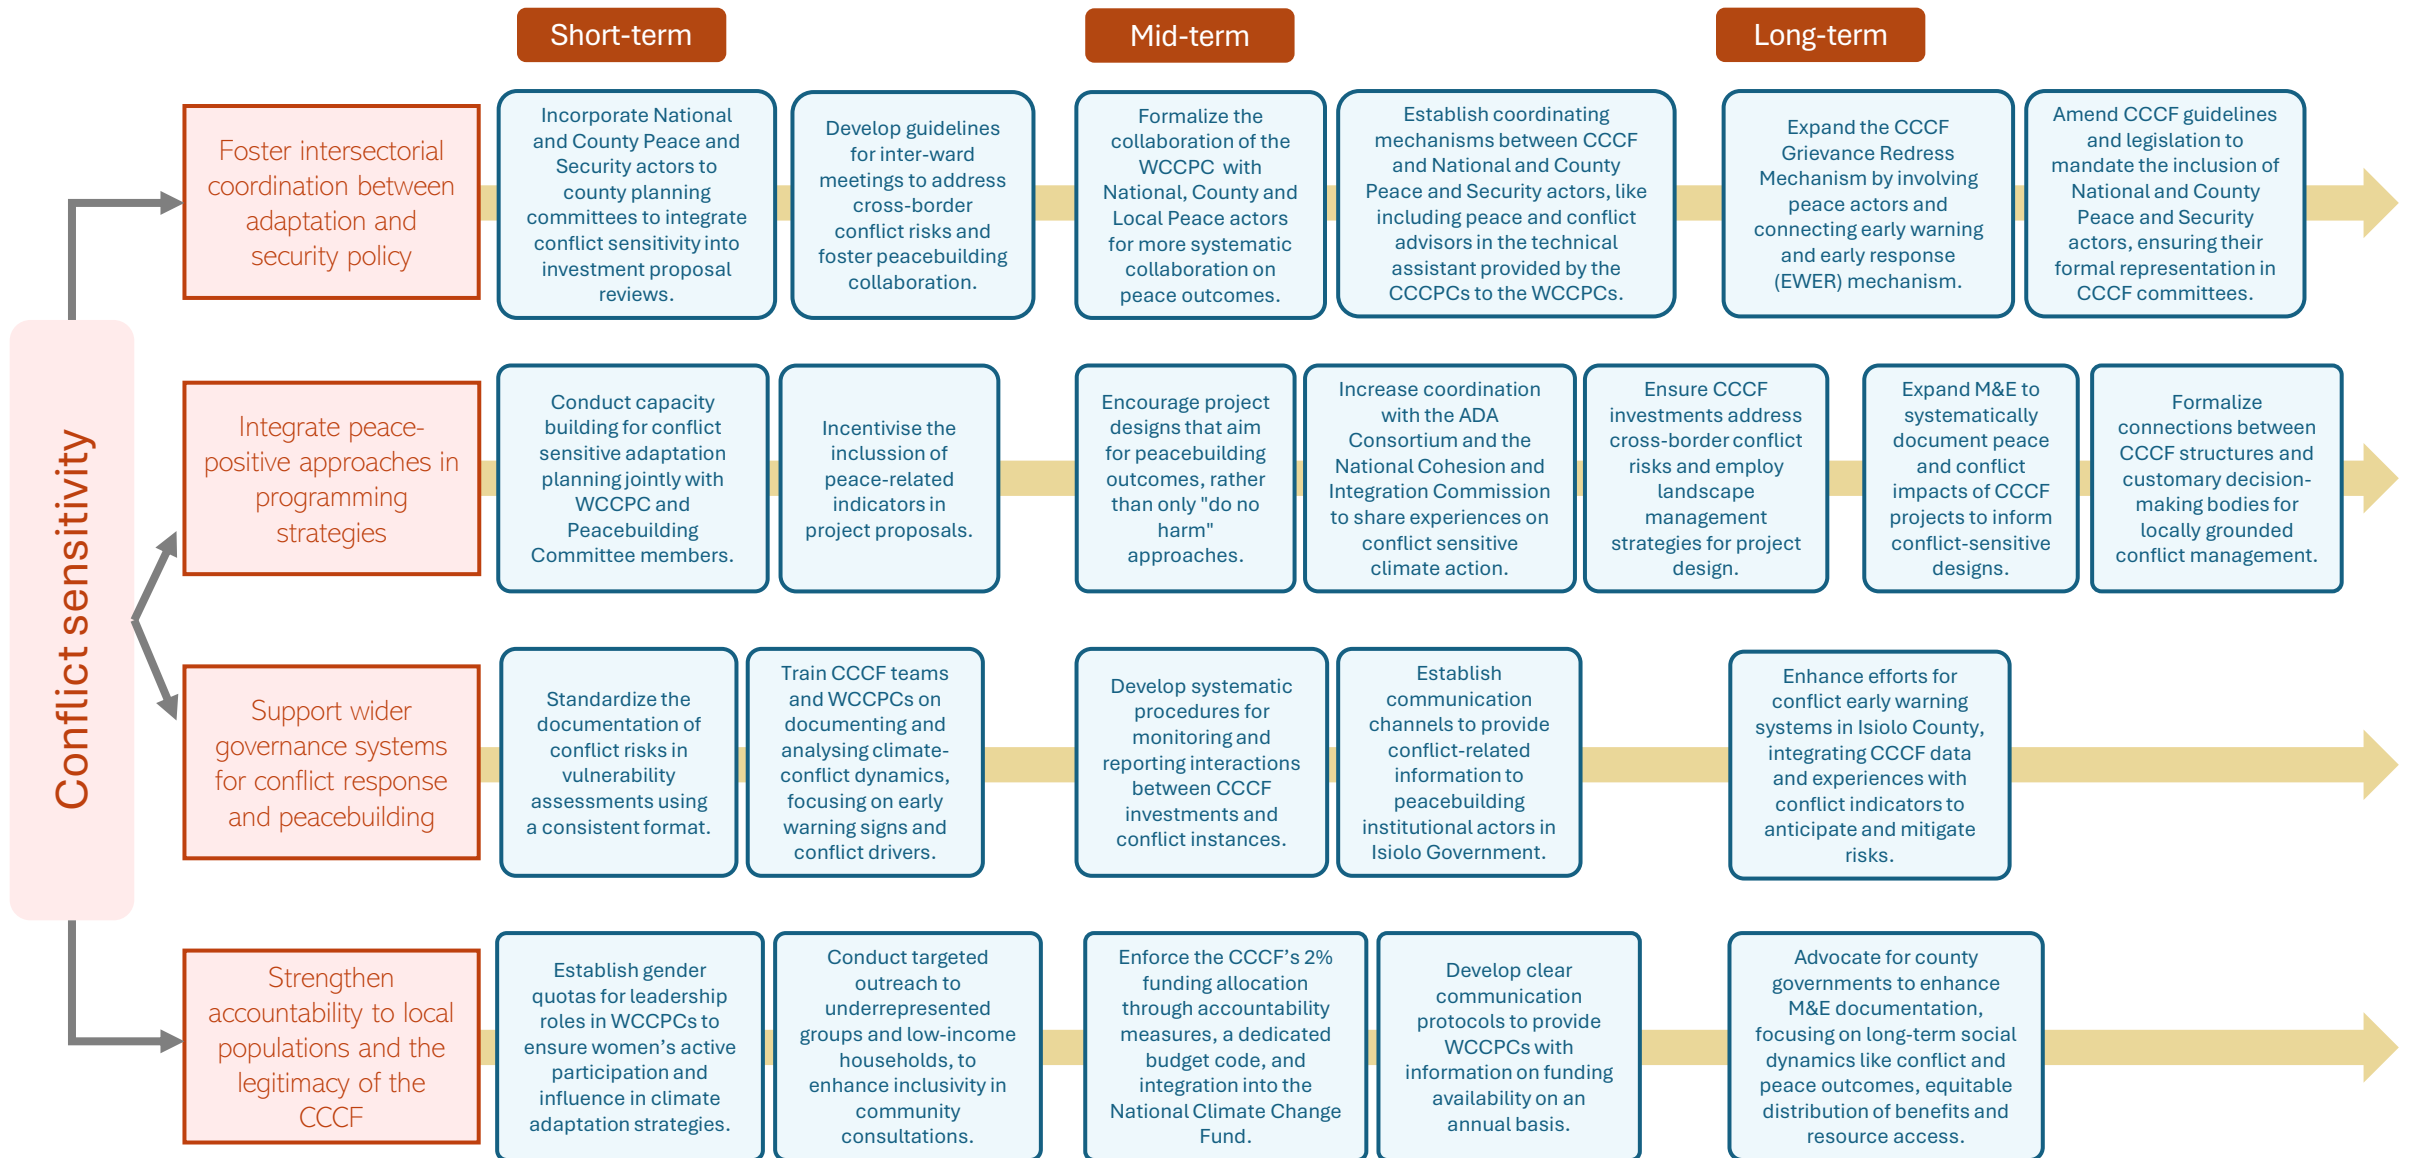 Short-term
Mid-term
Long-term
Conflict sensitivity
Foster intersectorial
coordination between
adaptation and
security policy
Incorporate National
and County Peace and
Security actors to
county planning
committees to integrate
conflict sensitivity into
investment proposal
reviews.
Develop guidelines
for inter-ward
meetings to address
cross-border
conflict risks and
foster peacebuilding
collaboration.
Formalize the
collaboration of the
WCCPC with
National, County and
Local Peace actors
for more systematic
collaboration on
peace outcomes.
Establish coordinating
mechanisms between CCCF
and National and County
Peace and Security actors, like
including peace and conflict
advisors in the technical
assistant provided by the
CCCPCs to the WCCPCs.
Expand the CCCF
Grievance Redress
Mechanism by involving
peace actors and
connecting early warning
and early response
(EWER) mechanism.
Amend CCCF guidelines
and legislation to
mandate the inclusion of
National and County
Peace and Security
actors, ensuring their
formal representation in
CCCF committees.
Integrate peace-
positive approaches in
programming
strategies
Conduct capacity
building for conflict
sensitive adaptation
planning jointly with
WCCPC and
Peacebuilding
Committee members.
Incentivise the
inclussion of
peace-related
indicators in
project proposals.
Encourage project
designs that aim
for peacebuilding
outcomes, rather
than only "do no
harm"
approaches.
Increase coordination
with the ADA
Consortium and the
National Cohesion and
Integration Commission
to share experiences on
conflict sensitive
climate action.
Ensure CCCF
investments address
cross-border conflict
risks and employ
landscape
management
strategies for project
design.
Expand M&E to
systematically
document peace
and conflict
impacts of CCCF
projects to inform
conflict-sensitive
designs.
Formalize
connections between
CCCF structures and
customary decision-
making bodies for
locally grounded
conflict management.
Support wider
governance systems
for conflict response
and peacebuilding
Standardize the
documentation of
conflict risks in
vulnerability
assessments using
a consistent format.
Train CCCF teams
and WCCPCs on
documenting and
analysing climate-
conflict dynamics,
focusing on early
warning signs and
conflict drivers.
Develop systematic
procedures for
monitoring and
reporting interactions
between CCCF
investments and
conflict instances.
Establish
communication
channels to provide
conflict-related
information to
peacebuilding
institutional actors in
Isiolo Government.
Enhance efforts for
conflict early warning
systems in Isiolo County,
integrating CCCF data
and experiences with
conflict indicators to
anticipate and mitigate
risks.
Strengthen
accountability to local
populations and the
legitimacy of the
CCCF
Establish gender
quotas for leadership
roles in WCCPCs to
ensure women’s active
participation and
influence in climate
adaptation strategies.
Conduct targeted
outreach to
underrepresented
groups and low-income
households, to
enhance inclusivity in
community
consultations.
Enforce the CCCF’s 2%
funding allocation
through accountability
measures, a dedicated
budget code, and
integration into the
National Climate Change
Fund.
Develop clear
communication
protocols to provide
WCCPCs with
information on funding
availability on an
annual basis.
Advocate for county
governments to enhance
M&E documentation,
focusing on long-term social
dynamics like conflict and
peace outcomes, equitable
distribution of benefits and
resource access.